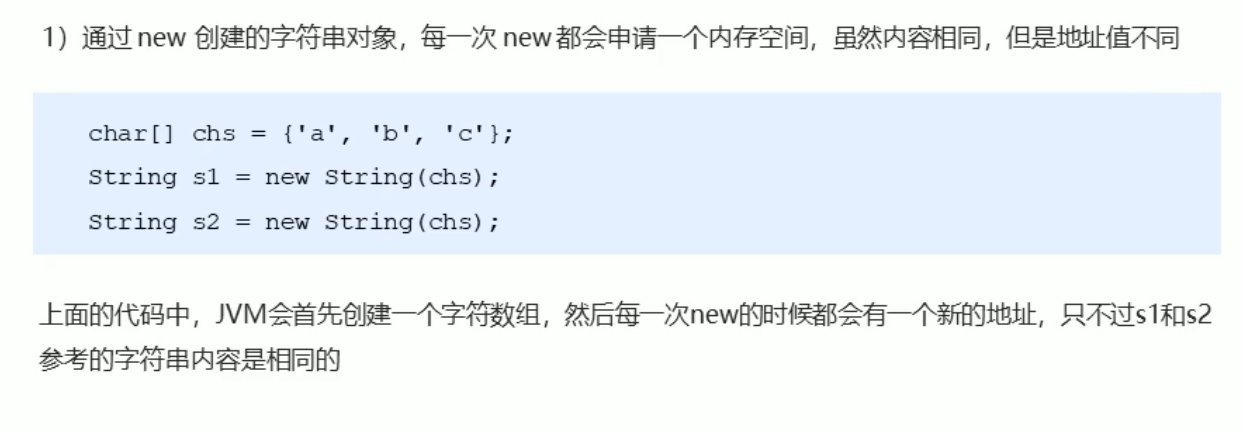 1）通过 new 创建的字符串对象，每一次 new 都会申请一个内存空间，虽然内容相同，但是地址值不同
char[] chs = {'a', 'b', 'c'};
String s1 = new String(chs);
String s2 = new String(chs);
上面的代码中，JVM会首先创建一个字符数组，然后每一次new的时候都会有一个新的地址，只不过s1和s2
参考的字符串内容是相同的